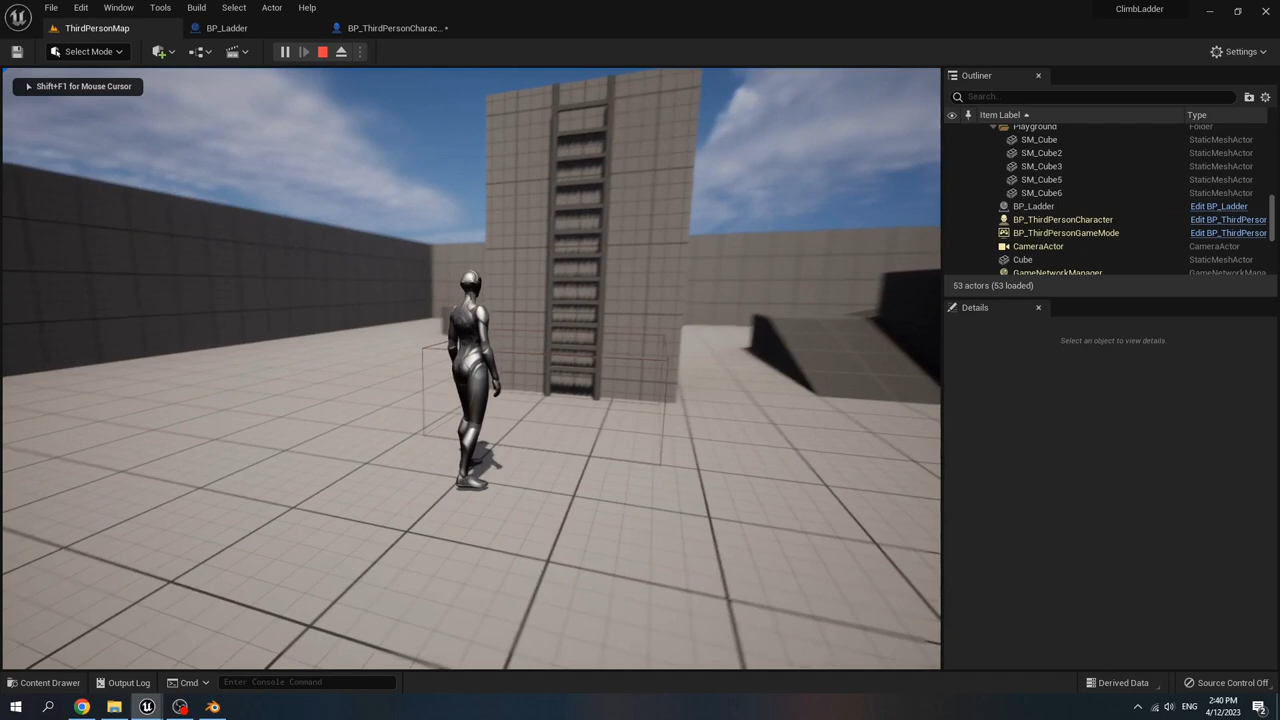 File Edit Window Tools Build Select Actor Help
ClimbLadder
ThirdPersonMap
BP_Ladder
BP_ThirdPersonCharac...•
Select Mode
Settings
Shift+F1 for Mouse Cursor
Outliner
Search...
Item Label
Type
Playground
Folder
SM_Cube
StaticMeshActor
SM_Cube2
StaticMeshActor
SM_Cube3
StaticMeshActor
SM_Cube5
StaticMeshActor
SM_Cube6
StaticMeshActor
BP_Ladder
Edit BP_Ladder
BP_ThirdPersonCharacter
Edit BP_ThirdPersor
BP_ThirdPersonGameMode
Edit BP_ThirdPersor
CameraActor
CameraActor
Cube
StaticMeshActor
GameNetworkManager
GameNetworkMana
53 actors (53 loaded)
Details
Select an object to view details.
Content Drawer
Output Log
Cmd
Enter Console Command
Derived Data
Source Control Off
ENG
2:40 PM
4/12/2023